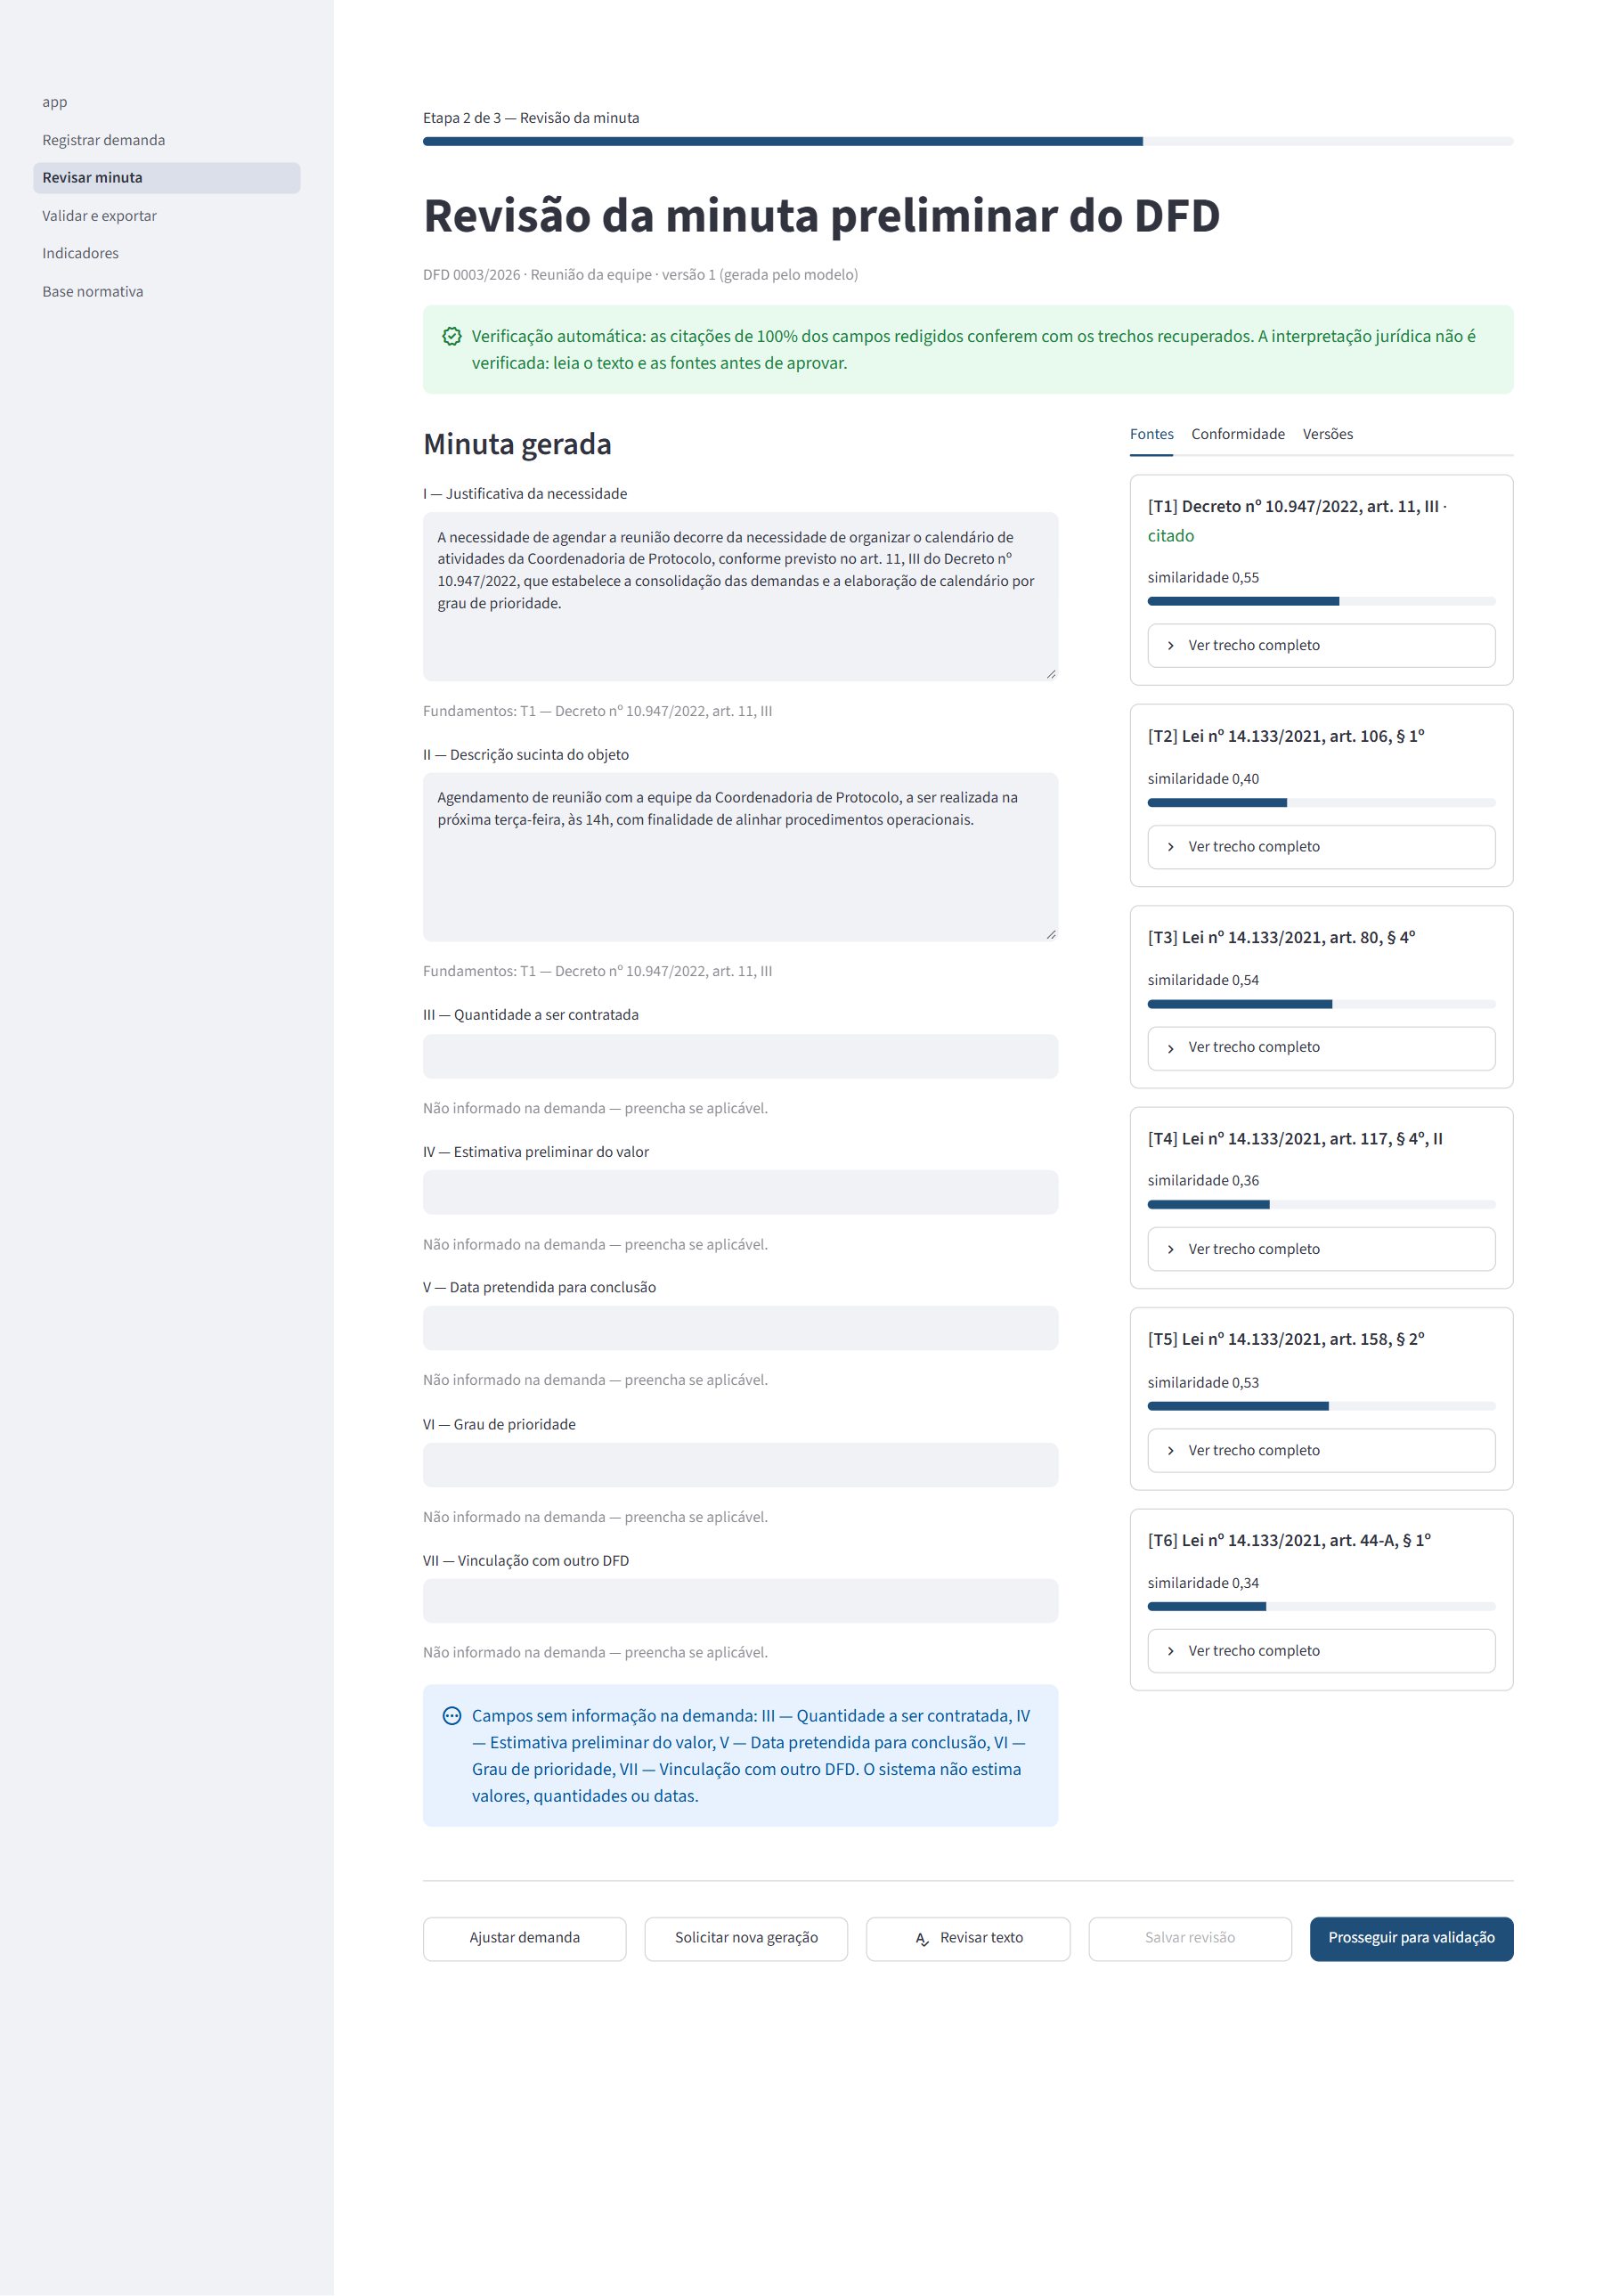 app
Registrar demanda
Revisar minuta
Validar e exportar
Indicadores
Base normativa
Etapa 2 de 3 — Revisão da minuta
Revisão da minuta preliminar do DFD
DFD 0003/2026 · Reunião da equipe · versão 1 (gerada pelo modelo)
Verificação automática: as citações de 100% dos campos redigidos conferem com os trechos recuperados. A interpretação jurídica não é
verificada: leia o texto e as fontes antes de aprovar.
Minuta gerada
I — Justificativa da necessidade
A necessidade de agendar a reunião decorre da necessidade de organizar o calendário de
atividades da Coordenadoria de Protocolo, conforme previsto no art. 11, III do Decreto nº
10.947/2022, que estabelece a consolidação das demandas e a elaboração de calendário por
grau de prioridade.
Fundamentos: T1 — Decreto nº 10.947/2022, art. 11, III
II — Descrição sucinta do objeto
Agendamento de reunião com a equipe da Coordenadoria de Protocolo, a ser realizada na
próxima terça-feira, às 14h, com finalidade de alinhar procedimentos operacionais.
Fundamentos: T1 — Decreto nº 10.947/2022, art. 11, III
III — Quantidade a ser contratada
Não informado na demanda — preencha se aplicável.
IV — Estimativa preliminar do valor
Não informado na demanda — preencha se aplicável.
V — Data pretendida para conclusão
Não informado na demanda — preencha se aplicável.
VI — Grau de prioridade
Não informado na demanda — preencha se aplicável.
VII — Vinculação com outro DFD
Não informado na demanda — preencha se aplicável.
Campos sem informação na demanda: III — Quantidade a ser contratada, IV
— Estimativa preliminar do valor, V — Data pretendida para conclusão, VI —
Grau de prioridade, VII — Vinculação com outro DFD. O sistema não estima
valores, quantidades ou datas.
Fontes Conformidade Versões
[T1] Decreto nº 10.947/2022, art. 11, III ·
citado
similaridade 0,55
Ver trecho completo
[T2] Lei nº 14.133/2021, art. 106, § 1º
similaridade 0,40
Ver trecho completo
[T3] Lei nº 14.133/2021, art. 80, § 4º
similaridade 0,54
Ver trecho completo
[T4] Lei nº 14.133/2021, art. 117, § 4º, II
similaridade 0,36
Ver trecho completo
[T5] Lei nº 14.133/2021, art. 158, § 2º
similaridade 0,53
Ver trecho completo
[T6] Lei nº 14.133/2021, art. 44-A, § 1º
similaridade 0,34
Ver trecho completo
Ajustar demanda
Solicitar nova geração
Revisar texto
Salvar revisão
Prosseguir para validação